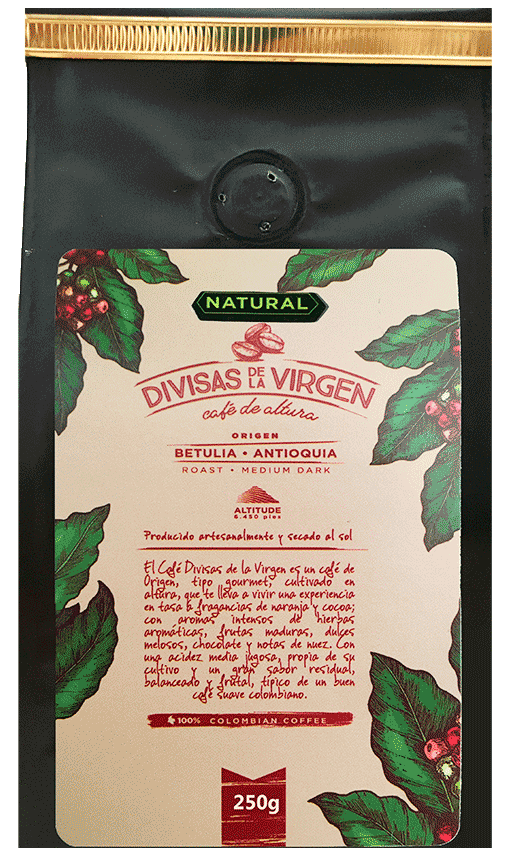 NATURAL
DIVISAS DE LA VIRGEN
café de altura
ORIGEN
BETULIA • ANTIOQUIA
ROAST • MEDIUM DARK
ALTITUDE
6.450 pies
Producido artesanalmente y secado al sol
El Café Divisas de la Virgen es un café de
Origen, tipo gourmet, cultivado en
altura, que te lleva a vivir una experiencia
en tasa a fragancias de naranja y cocoa;
con aromas intensos de hierbas
aromáticas, frutas maduras, dulces
melosos, chocolate y notas de nuez. Con
una acidez media jugosa, propia de su
cultivo y un gran sabor residual,
balanceado y frutal, típico de un buen
café suave colombiano.
100% COLOMBIAN COFFEE
250g